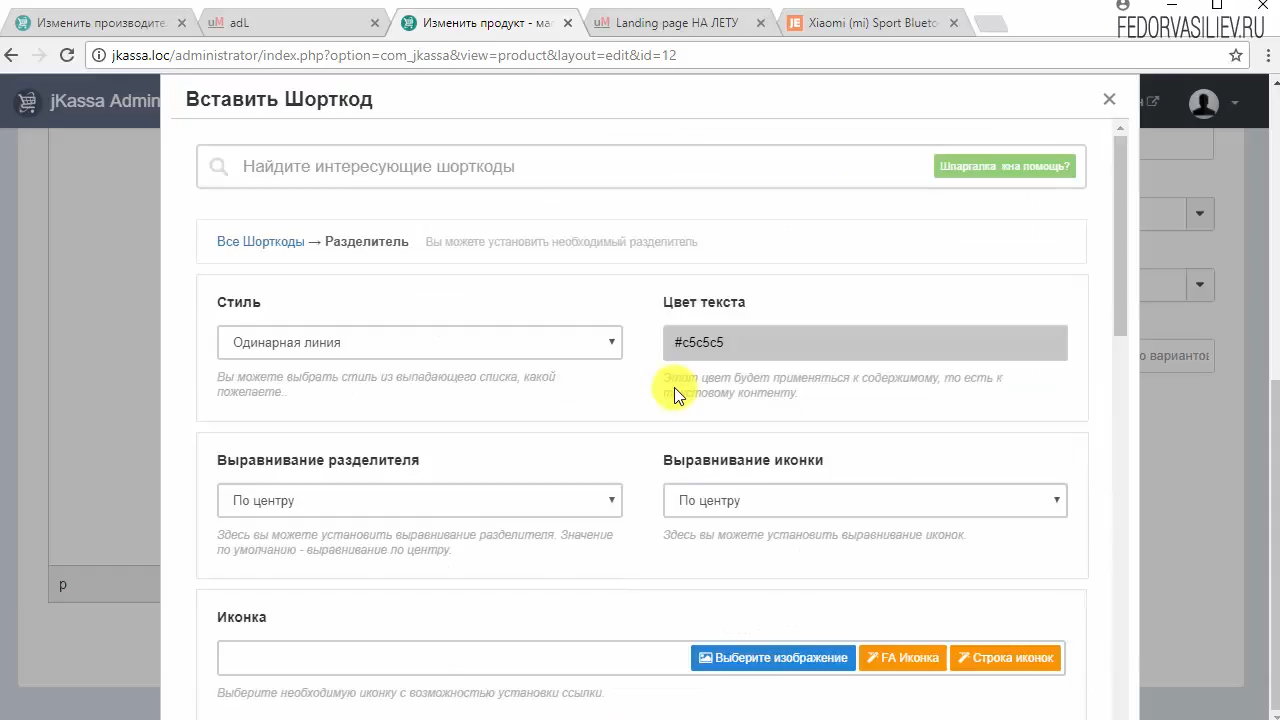 Изменить производите
adL
Изменить продукт - ма
Landing page НА ЛЕТУ
Xiaomi (mi) Sport Blueto
FEDORVASILIEV.RU
jkassa.loc/administrator/index.php?option=com_jkassa&view=product&layout=edit&id=12
jKassa Admin
Вставить Шорткод
Найдите интересующие шорткоды
Шпаргалка
жна помощь?
Все Шорткоды → Разделитель Вы можете установить необходимый разделитель
Стиль
Цвет текста
Одинарная линия
#c5c5c5
Вы можете выбрать стиль из выпадающего списка, какой
пожелаете..
Этот цвет будет применяться к содержимому, то есть к
текстовому контенту.
о вариантов
Выравнивание разделителя
Выравнивание иконки
По центру
По центру
Здесь вы можете установить выравнивание разделителя. Значение
по умолчанию - выравнивание по центру.
Здесь вы можете установить выравнивание иконок.
p
Иконка
Выберите изображение
FA Иконка
Строка иконок
Выберите необходимую иконку с возможностью установки ссылки.